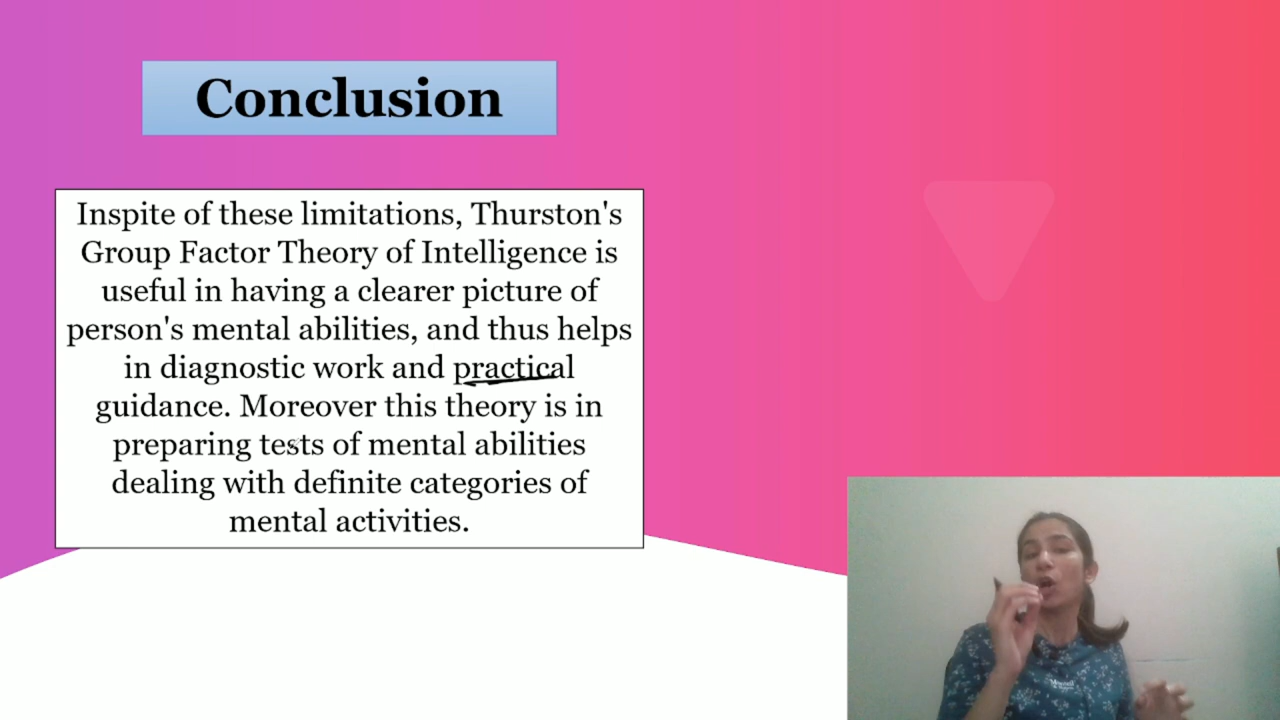 Conclusion
Inspite of these limitations, Thurston's
Group Factor Theory of Intelligence is
useful in having a clearer picture of
person's mental abilities, and thus helps
in diagnostic work and practical
guidance. Moreover this theory is in
preparing tests of mental abilities
dealing with definite categories of
mental activities.